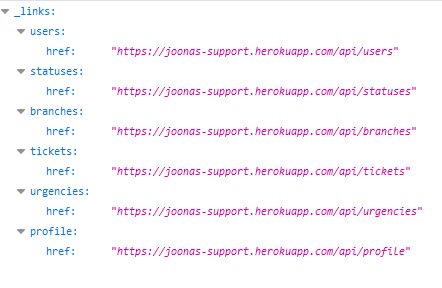 _links:
users:
href: "https://joonas-support.herokuapp.com/api/users"
statuses:
href: "https://joonas-support.herokuapp.com/api/statuses"
branches:
href: "https://joonas-support.herokuapp.com/api/branches"
tickets:
href: "https://joonas-support.herokuapp.com/api/tickets"
urgencies:
href: "https://joonas-support.herokuapp.com/api/urgencies"
profile:
href: "https://joonas-support.herokuapp.com/api/profile"